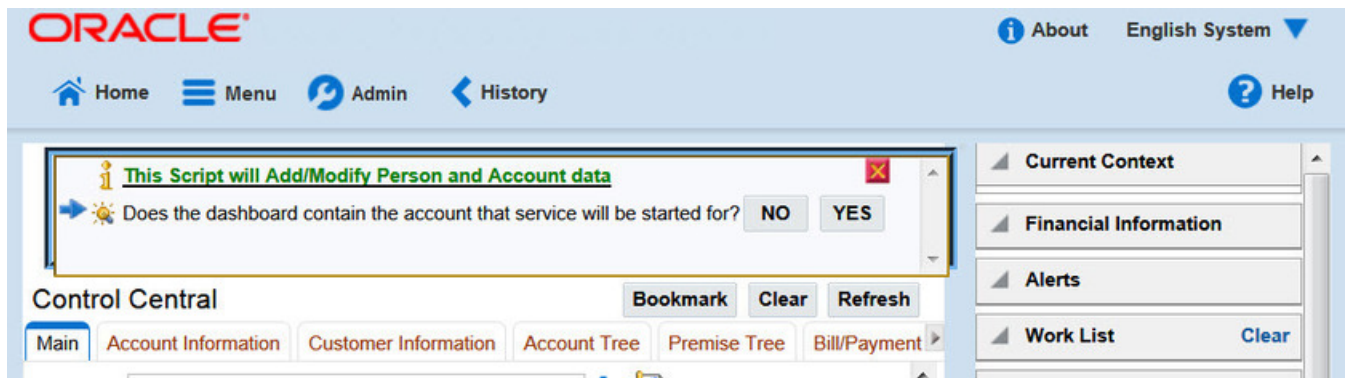 ORACLE
About English System
Home Menu Admin History Help
This Script will Add/Modify Person and Account data
Does the dashboard contain the account that service will be started for? NO YES
Control Central Bookmark Clear Refresh
Main Account Information Customer Information Account Tree Premise Tree Bill/Payment
Current Context
Financial Information
Alerts
Work List Clear